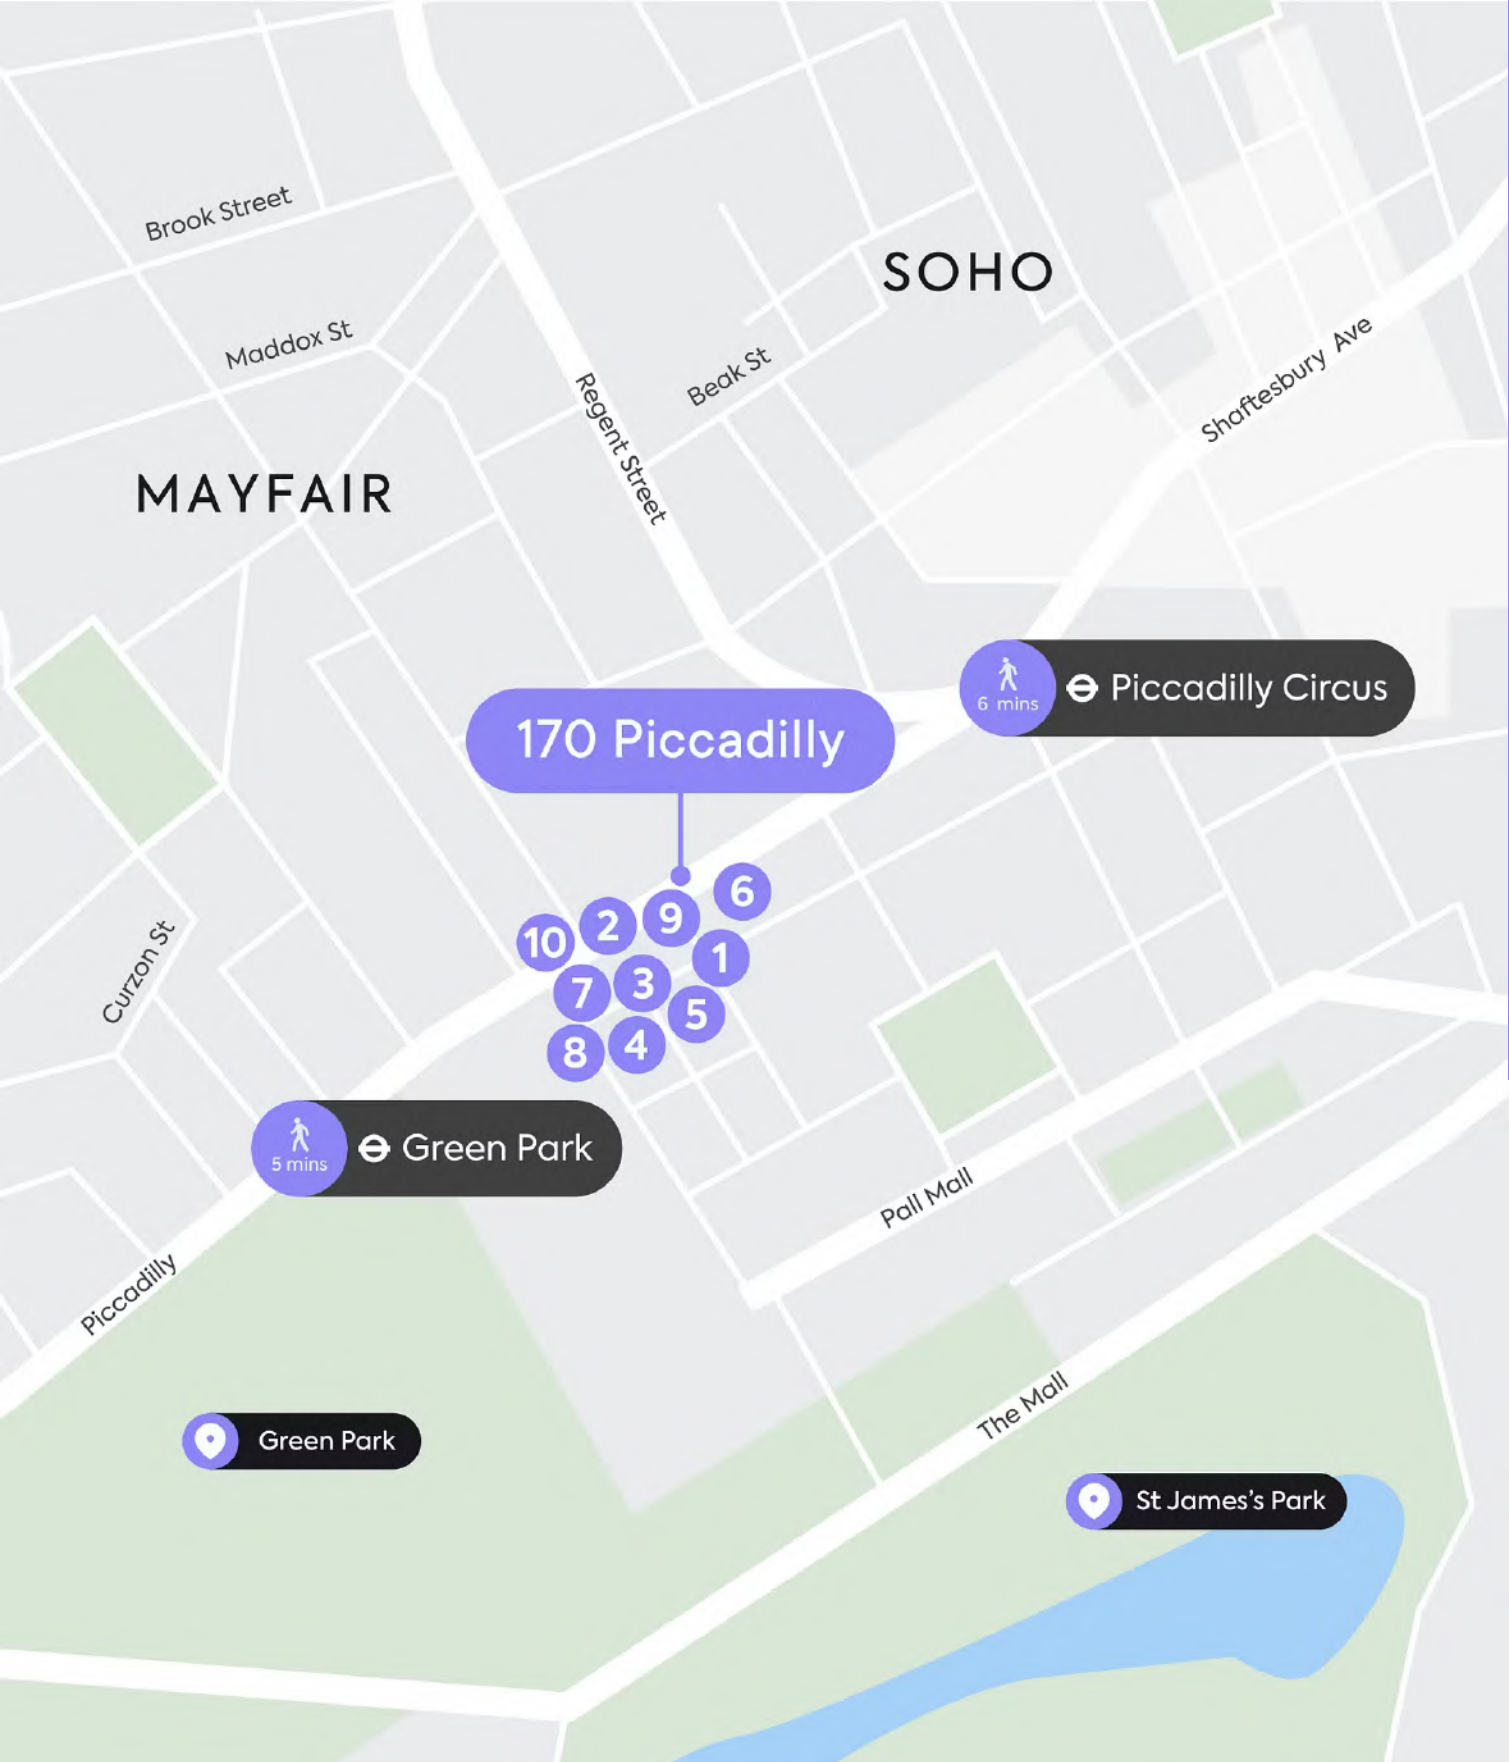 Brook Street
SOHO
Maddox St
Beak St
Shaftesbury Ave
Regent Street
MAYFAIR
6 mins
Piccadilly Circus
170 Piccadilly
6
2
9
10
1
7
3
5
8
4
Curzon St
5 mins
Green Park
Pall Mall
Piccadilly
The Mall
Green Park
St James’s Park